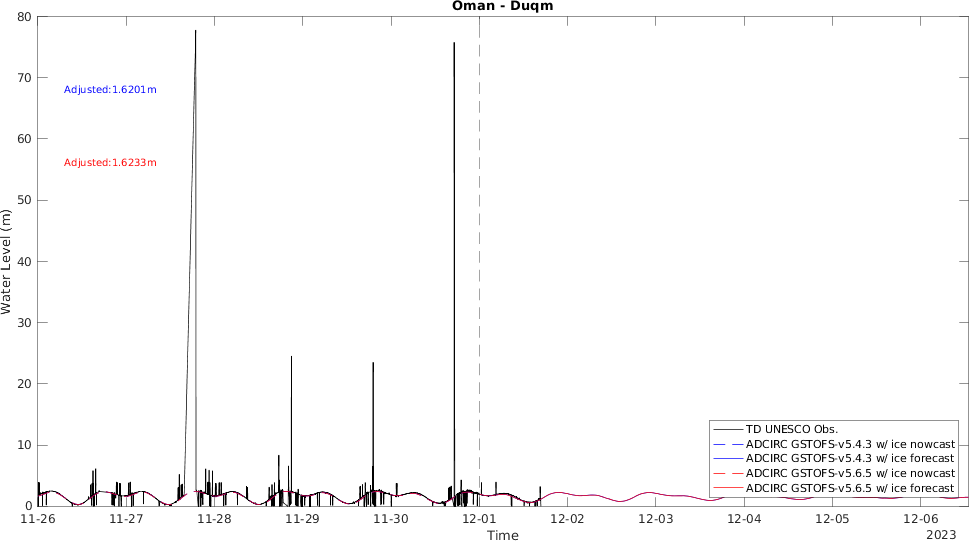 Oman - Duqm
80
70
60
50
40
30
20
10
0
Water Level (m)
Adjusted:1.6201m
Adjusted:1.6233m
TD UNESCO Obs.
ADCIRC GSTOFS-v5.4.3 w/ ice nowcast
ADCIRC GSTOFS-v5.4.3 w/ ice forecast
ADCIRC GSTOFS-v5.6.5 w/ ice nowcast
ADCIRC GSTOFS-v5.6.5 w/ ice forecast
11-26 11-27 11-28 11-29 11-30 12-01 12-02 12-03 12-04 12-05 12-06
Time
2023